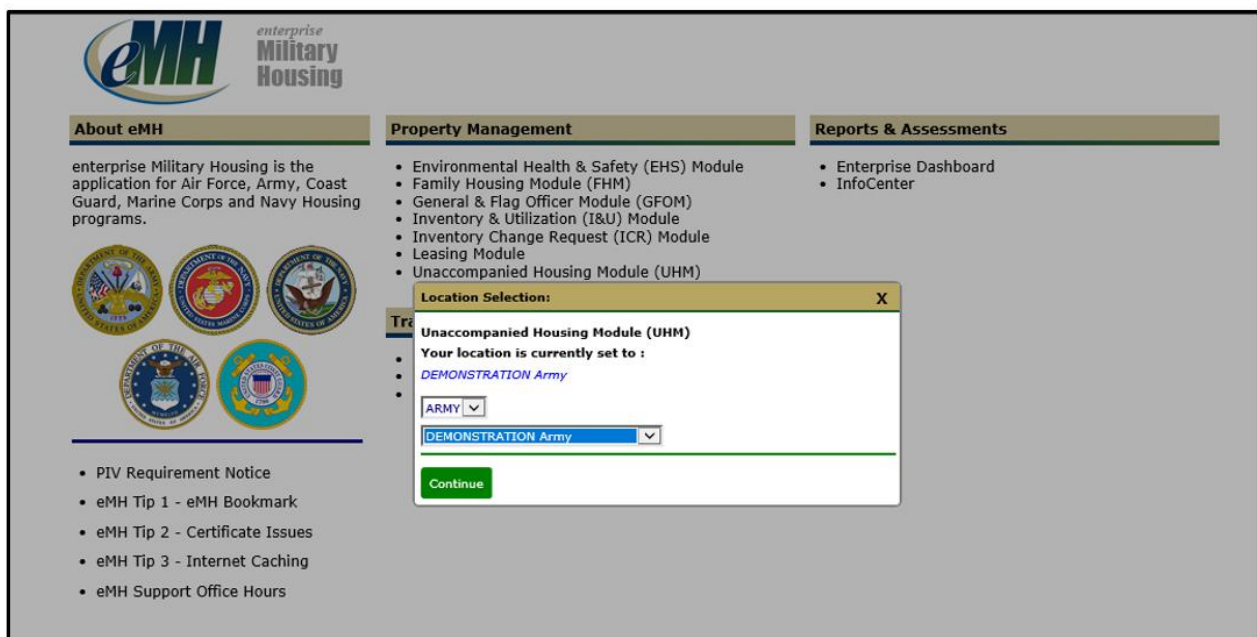 eMH
enterprise
Military
Housing
About eMH
enterprise Military Housing is the
application for Air Force, Army, Coast
Guard, Marine Corps and Navy Housing
programs.
PIV Requirement Notice
eMH Tip 1 - eMH Bookmark
eMH Tip 2 - Certificate Issues
eMH Tip 3 - Internet Caching
eMH Support Office Hours
Property Management
Environmental Health & Safety (EHS) Module
Family Housing Module (FHM)
General & Flag Officer Module (GFOM)
Inventory & Utilization (I&U) Module
Inventory Change Request (ICR) Module
Leasing Module
Unaccompanied Housing Module (UHM)
Tra
Reports & Assessments
Enterprise Dashboard
InfoCenter
Location Selection: X
Unaccompanied Housing Module (UHM)
Your location is currently set to :
DEMONSTRATION Army
ARMY
DEMONSTRATION Army
Continue